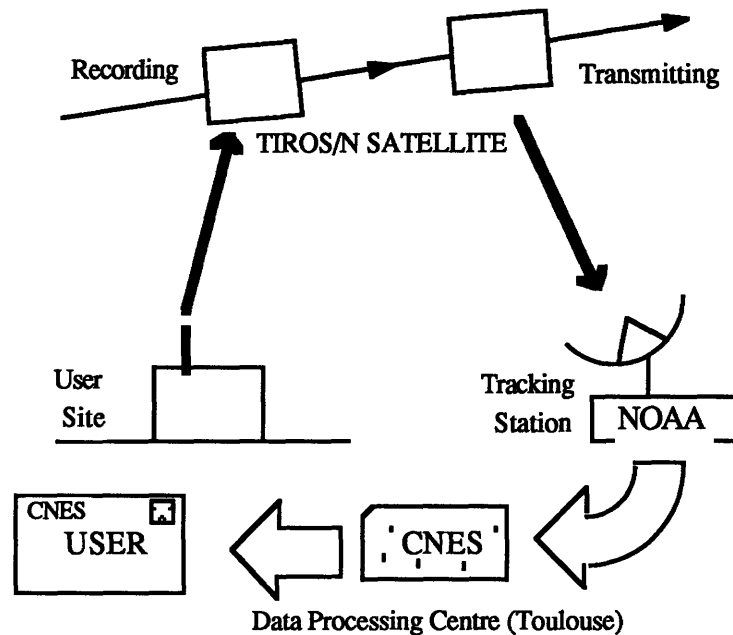 Recording
Transmitting
TIROS/N SATELLITE
User
Site
Tracking
Station
NOAA
CNES
USER
CNES
Data Processing Centre (Toulouse)